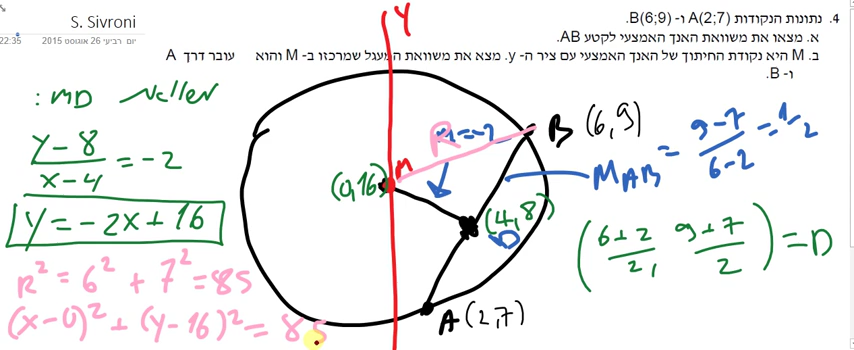 S. Sivroni
22:35
יום רביעי 26 אוגוסט 2015
4. נתונות הנקודות A(2;7) ו- B(6;9).
א. מצאו את משוואת האנך האמצעי לקטע AB.
ב. M היא נקודת החיתוך של האנך האמצעי עם ציר ה- y. מצא את משוואת המעגל שמרכזו ב- M והוא עובר דרך A
ו- B.
Y
: MD
y-8/x-4 = -2
y = -2x+16
R² = 6² + 7² = 85
(x-0)² + (y-16)² = 85
M
(0,16)
R
B (6,9)
M AB = 9-7/6-2 = 1/2
(4,8)
D
(6+2/2, 9+7/2) = D
A (2,7)